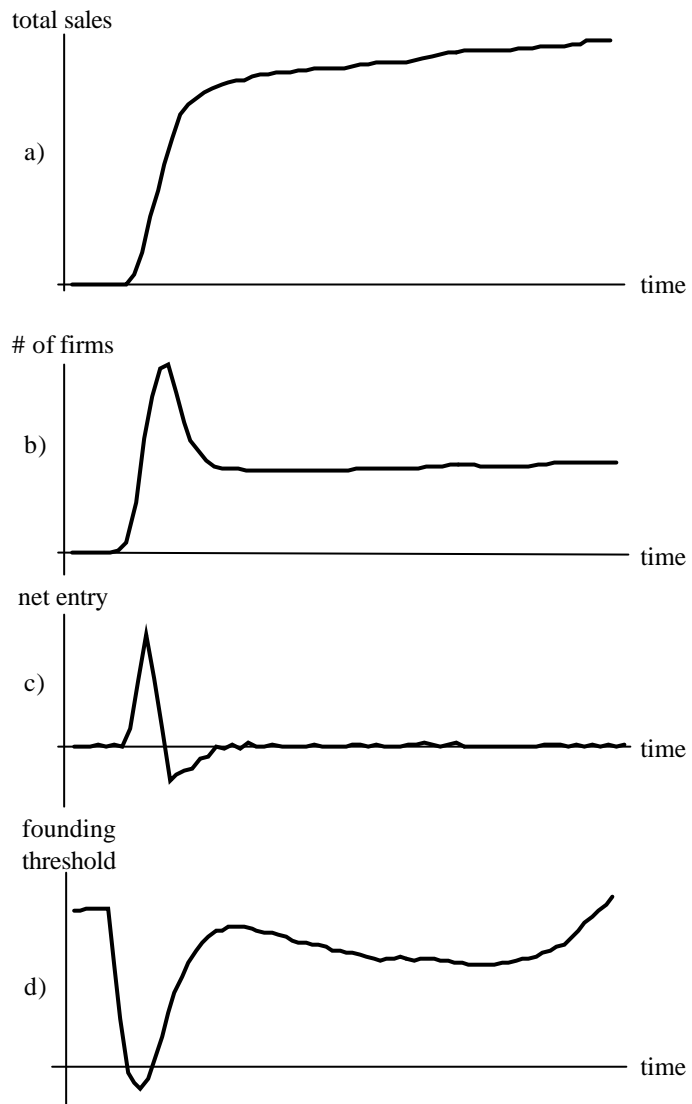 total sales
a)
time
# of firms
b)
time
net entry
c)
time
founding
threshold
d)
time